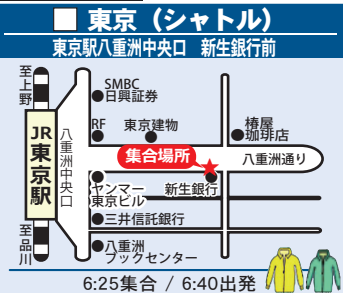 東京（シャトル）
東京駅八重洲中央口 新生銀行前
至上野
SMBC
日興証券
RF
東京建物
椿屋
珈琲店
JR東京駅
八重洲中央口
集合場所
八重洲通り
ヤンマー
東京ビル
新生銀行
三井信託銀行
至品川
八重洲
ブックセンター
6:25集合 / 6:40出発